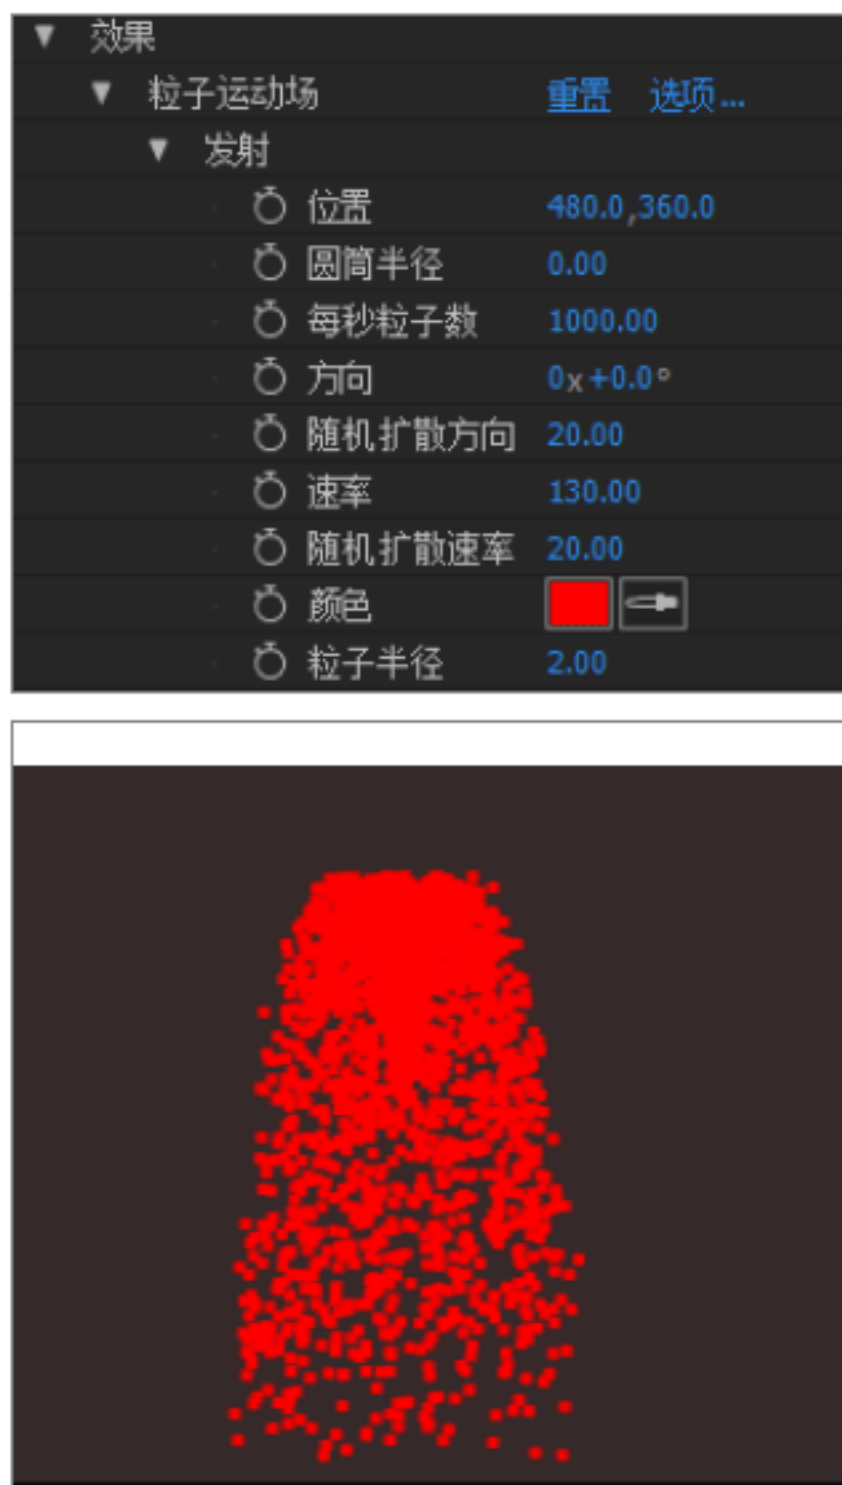 效果
粒子运动场 重置 选项...
发射
位置 480.0,360.0
圆筒半径 0.00
每秒粒子数 1000.00
方向 0x+0.0°
随机扩散方向 20.00
速率 130.00
随机扩散速率 20.00
颜色
粒子半径 2.00